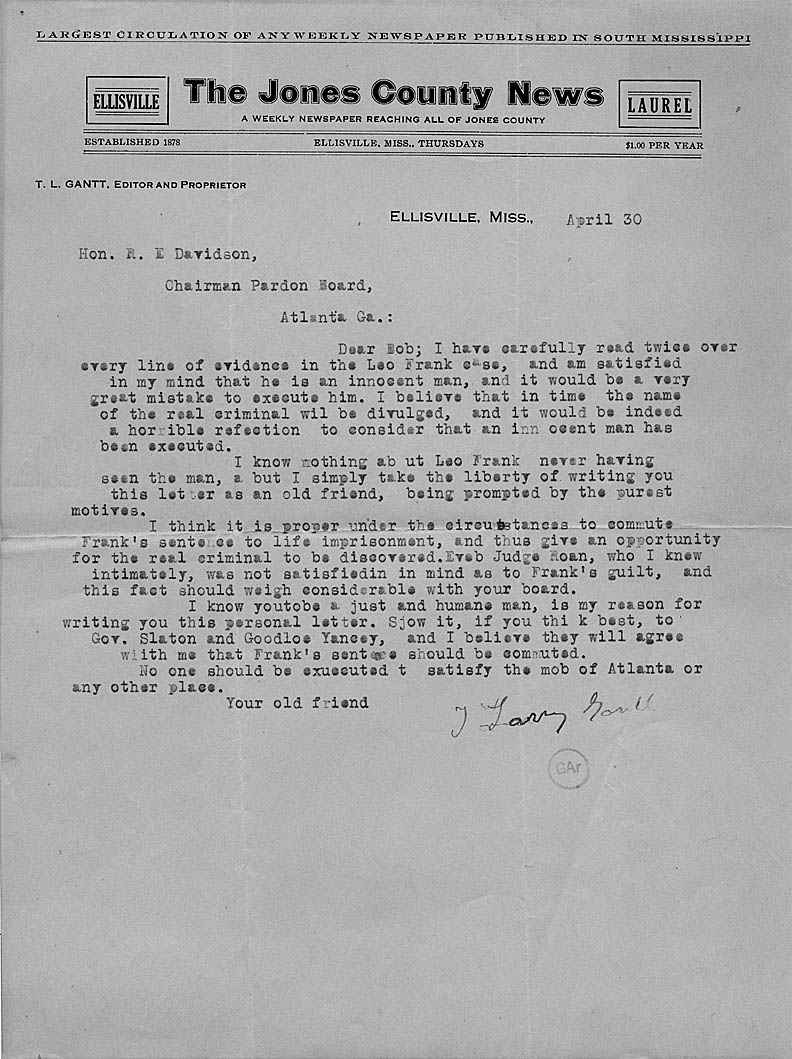 LARGEST CIRCULATION OF ANY WEEKLY NEWSPAPER PUBLISHED IN SOUTH MISSISSIPPI
ELLISVILLE
The Jones County News
LAUREL
A WEEKLY NEWSPAPER REACHING ALL OF JONES COUNTY
ESTABLISHED 1878 ELLISVILLE, MISS., THURSDAYS $1.00 PER YEAR
T. L. GANTT, EDITOR AND PROPRIETOR
ELLISVILLE, MISS., April 30
Hon. R. E Davidson,
Chairman Pardon Board,
Atlanta Ga.:
Dear Bob; I have carefully read twice over
every line of evidence in the Leo Frank case, and am satisfied
in my mind that he is an innocent man, and it would be a very
great mistake to execute him. I believe that in time the name
of the real criminal wil be divulged, and it would be indeed
a horrible refection to consider that an inn ocent man has
been executed.
I know nothing ab ut Leo Frank never having
seen the man, a but I simply take the liberty of writing you
this letter as an old friend, being prompted by the purest
motives.
I think it is proper under the circumstances to commute
Frank's sentence to life imprisonment, and thus give an opportunity
for the real criminal to be discovered.Eveb Judge Roan, who I knew
intimately, was not satisfiedin in mind as to Frank's guilt, and
this fact should weigh considerable with your board.
I know youtobe a just and humane man, is my reason for
writing you this personal letter. Sjow it, if you thi k best, to
Gov. Slaton and Goodloe Yancey, and I believe they will agree
wiith me that Frank's sentence should be commuted.
No one should be exuecuted t satisfy the mob of Atlanta or
any other place.
Your old friend
T Larry Gantt
GAr